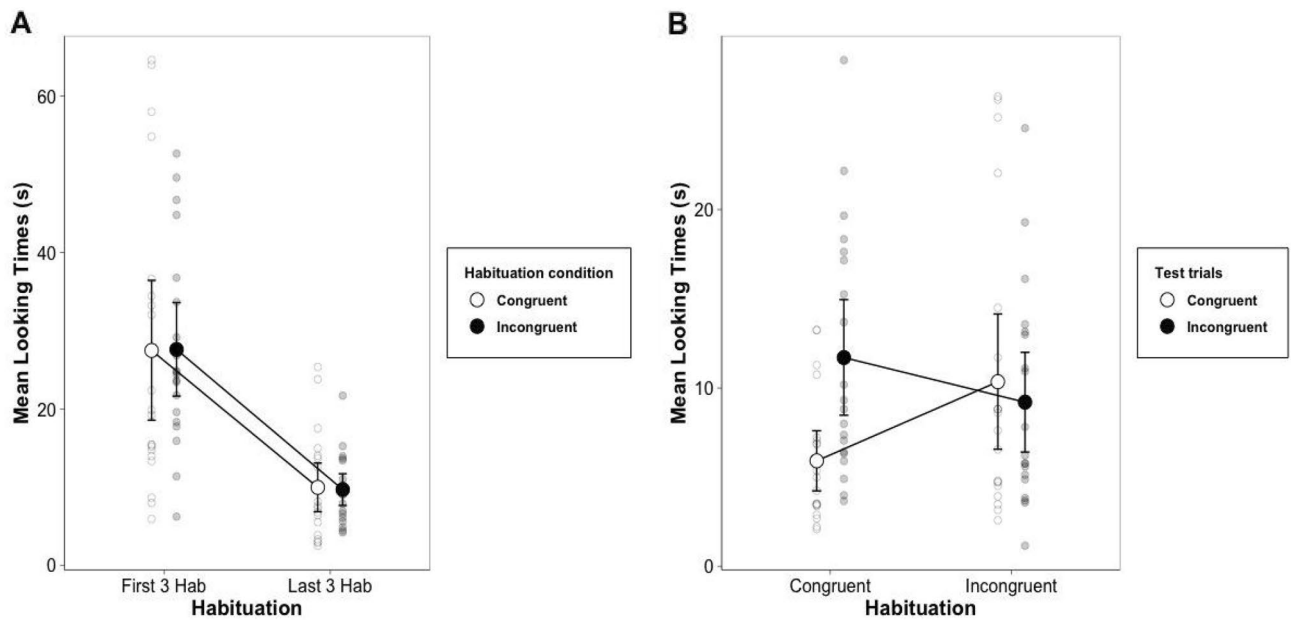 A
Mean Looking Times (s)
60
40
20
0
First 3 Hab
Last 3 Hab
Habituation
Habituation condition
Congruent
Incongruent
B
Mean Looking Times (s)
20
10
0
Congruent
Incongruent
Habituation
Test trials
Congruent
Incongruent